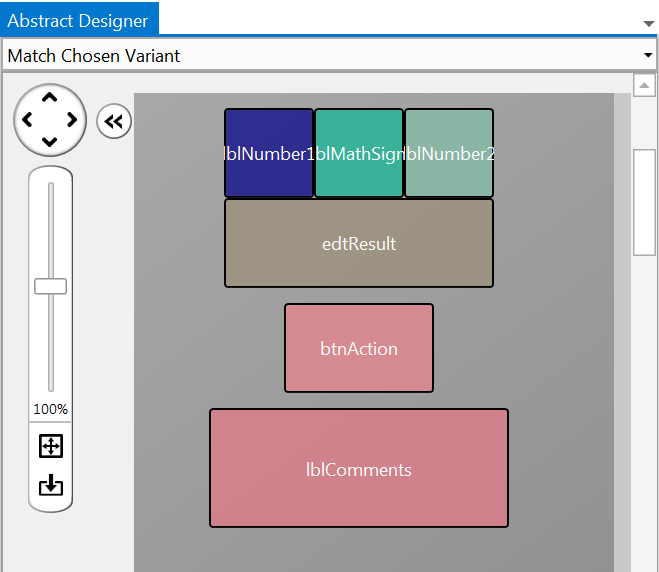 Abstract Designer
Match Chosen Variant
lblNumber1 lblMathSign lblNumber2
edtResult
btnAction
100%
lblComments